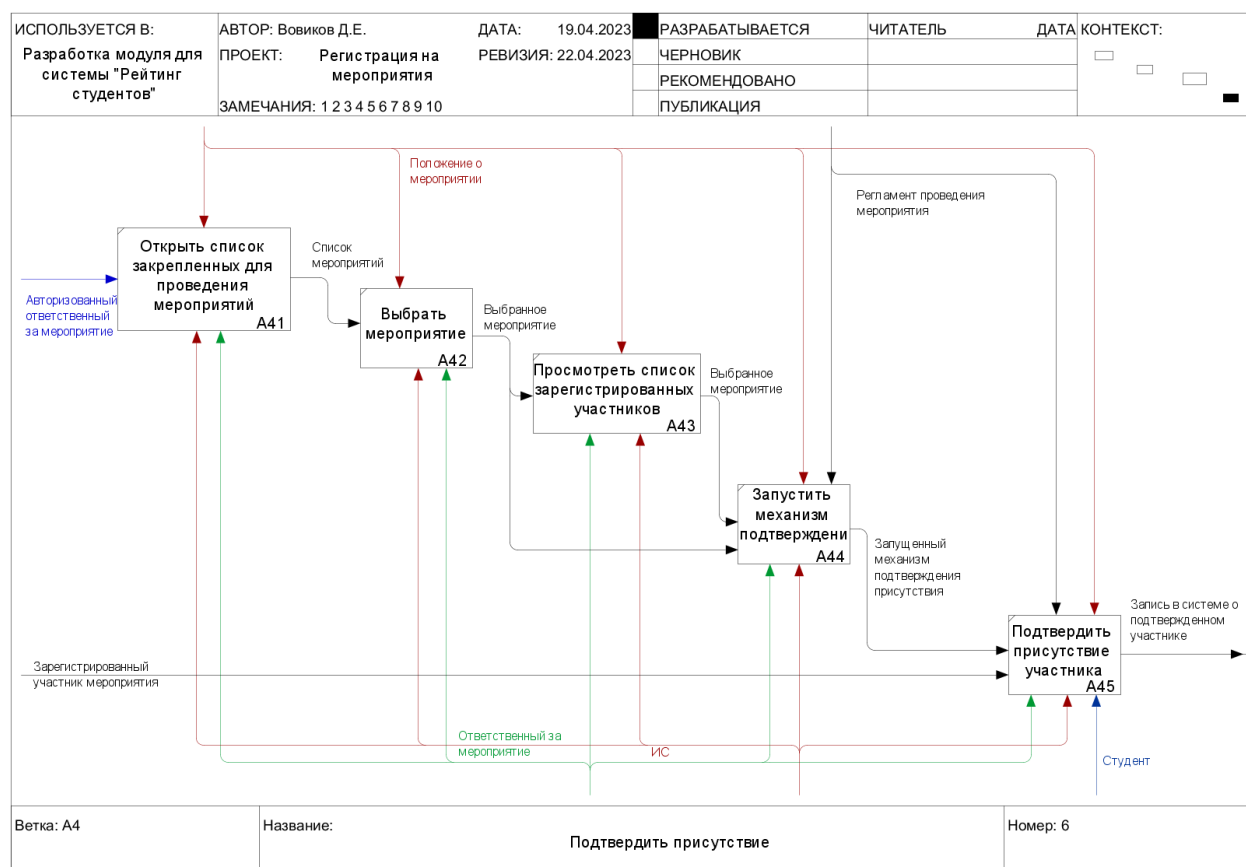 ИСПОЛЬЗУЕТСЯ В:
Разработка модуля для
системы "Рейтинг
студентов"
АВТОР: Вовиков Д.Е.
ДАТА: 19.04.2023
ПРОЕКТ: Регистрация на
мероприятия
РЕВИЗИЯ: 22.04.2023
ЗАМЕЧАНИЯ: 1 2 3 4 5 6 7 8 9 10
РАЗРАБАТЫВАЕТСЯ
ЧЕРНОВИК
РЕКОМЕНДОВАНО
ПУБЛИКАЦИЯ
ЧИТАТЕЛЬ
ДАТА
КОНТЕКСТ:
Положение о
мероприятии
Регламент проведения
мероприятия
Открыть список
закрепленных для
проведения
мероприятий
A41
Список
мероприятий
Авторизованный
ответственный
за мероприятие
Выбрать
мероприятие
A42
Выбранное
мероприятие
Просмотреть список
зарегистрированных
участников
A43
Выбранное
мероприятие
Запустить
механизм
подтверждени
A44
Запущенный
механизм
подтверждения
присутствия
Подтвердить
присутствие
участника
A45
Запись в системе о
подтвержденном
участнике
Зарегистрированный
участник мероприятия
Ответственный за
мероприятие
ИС
Студент
Ветка: A4
Название:
Подтвердить присутствие
Номер: 6